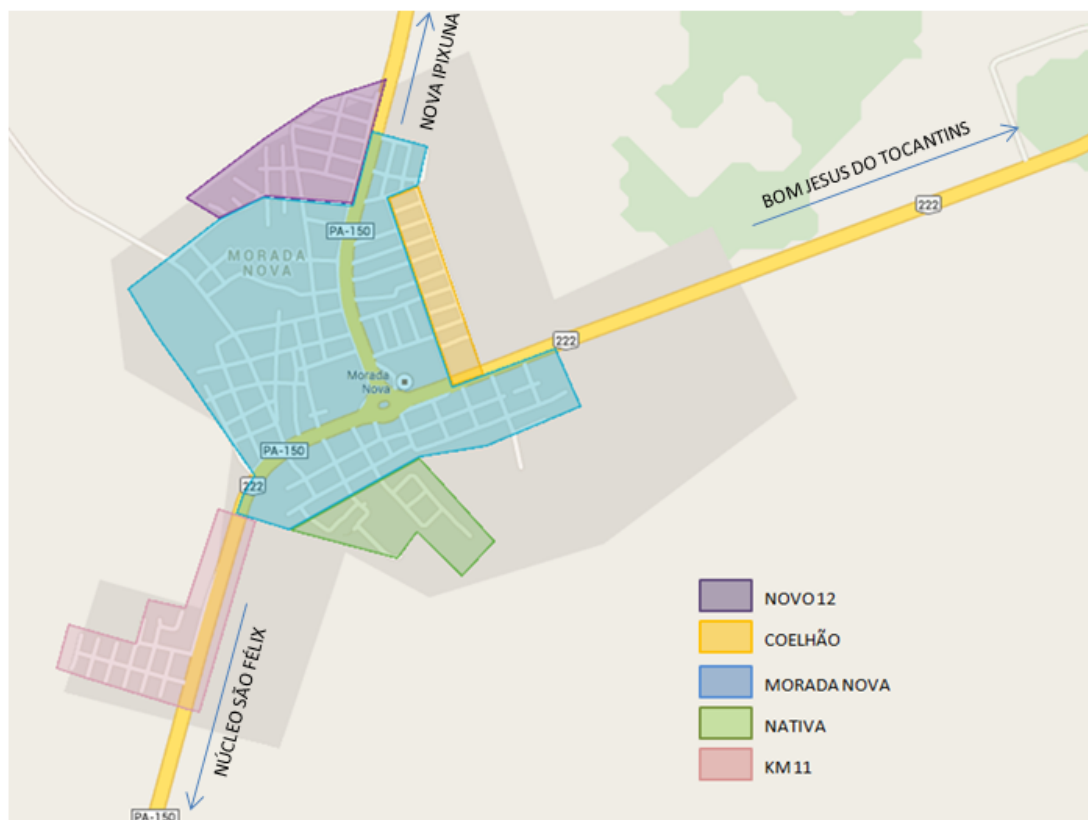 NOVA IPIXUNA
BOM JESUS DO TOCANTINS
222
PA-150
MORADA
NOVA
222
Morada
Nova
PA-150
222
NÚCLEO SÃO FÉLIX
PA-150
NOVO 12
COELHÃO
MORADA NOVA
NATIVA
KM 11